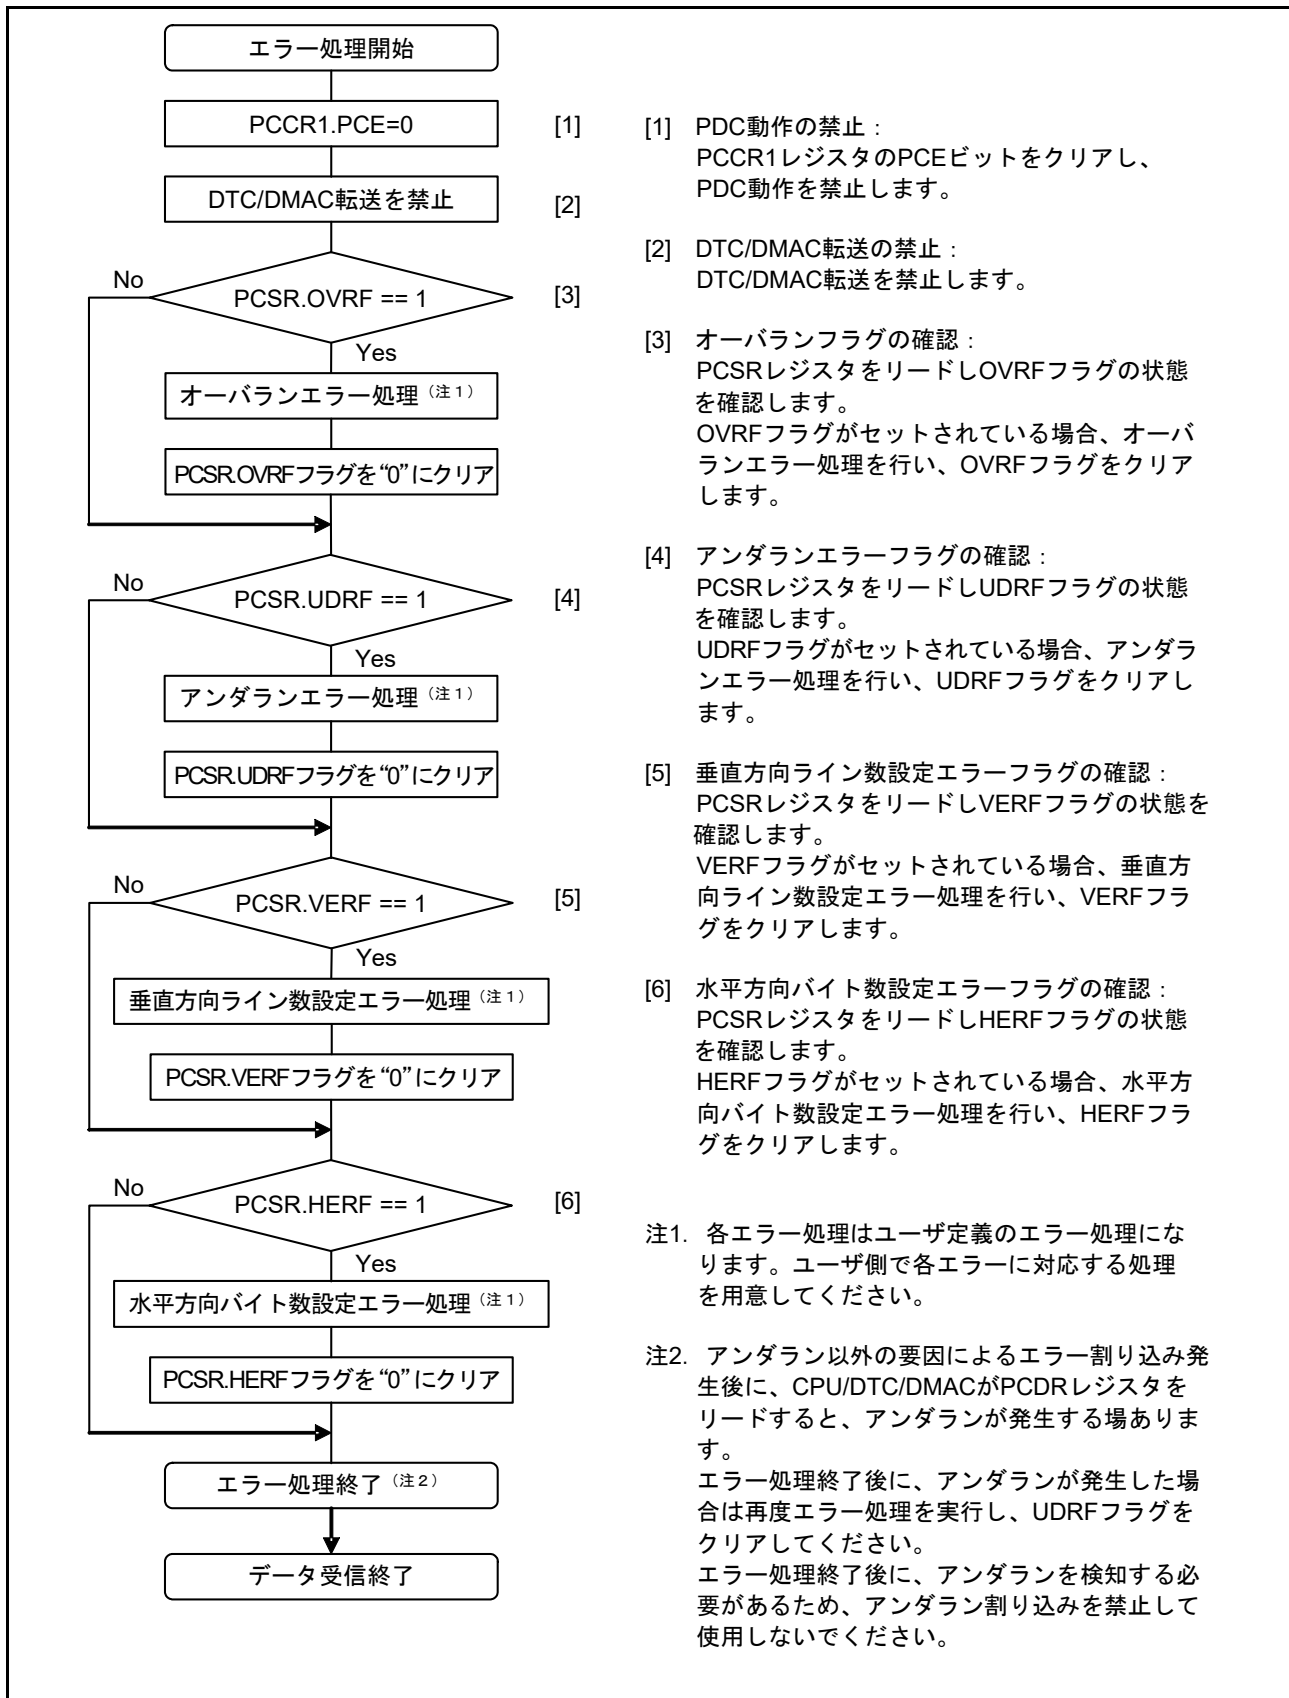 エラー処理開始
PCCR1.PCE=0
[1]
DTC/DMAC転送を禁止
[2]
No
PCSR.OVRF == 1
[3]
Yes
オーバランエラー処理（注１）
PCSR.OVRFフラグを“0”にクリア
No
PCSR.UDRF == 1
[4]
Yes
アンダランエラー処理（注１）
PCSR.UDRFフラグを“0”にクリア
No
PCSR.VERF == 1
[5]
Yes
垂直方向ライン数設定エラー処理（注１）
PCSR.VERFフラグを“0”にクリア
No
PCSR.HERF == 1
[6]
Yes
水平方向バイト数設定エラー処理（注１）
PCSR.HERFフラグを“0”にクリア
エラー処理終了（注２）
データ受信終了
[1] PDC動作の禁止：
PCCR1レジスタのPCEビットをクリアし、
PDC動作を禁止します。
[2] DTC/DMAC転送の禁止：
DTC/DMAC転送を禁止します。
[3] オーバランフラグの確認：
PCSRレジスタをリードしOVRFフラグの状態
を確認します。
OVRFフラグがセットされている場合、オーバ
ランエラー処理を行い、OVRFフラグをクリア
します。
[4] アンダランエラーフラグの確認：
PCSRレジスタをリードしUDRFフラグの状態
を確認します。
UDRFフラグがセットされている場合、アンダラ
ンエラー処理を行い、UDRFフラグをクリアし
ます。
[5] 垂直方向ライン数設定エラーフラグの確認：
PCSRレジスタをリードしVERFフラグの状態を
確認します。
VERFフラグがセットされている場合、垂直方
向ライン数設定エラー処理を行い、VERFフラ
グをクリアします。
[6] 水平方向バイト数設定エラーフラグの確認：
PCSRレジスタをリードしHERFフラグの状態
を確認します。
HERFフラグがセットされている場合、水平方
向バイト数設定エラー処理を行い、HERFフラ
グをクリアします。
注1. 各エラー処理はユーザ定義のエラー処理にな
ります。ユーザ側で各エラーに対応する処理
を用意してください。
注2. アンダラン以外の要因によるエラー割り込み発
生後に、CPU/DTC/DMACがPCDRレジスタを
リードすると、アンダランが発生する場ありま
す。
エラー処理終了後に、アンダランが発生した場
合は再度エラー処理を実行し、UDRFフラグを
クリアしてください。
エラー処理終了後に、アンダランを検知する必
要があるため、アンダラン割り込みを禁止して
使用しないでください。